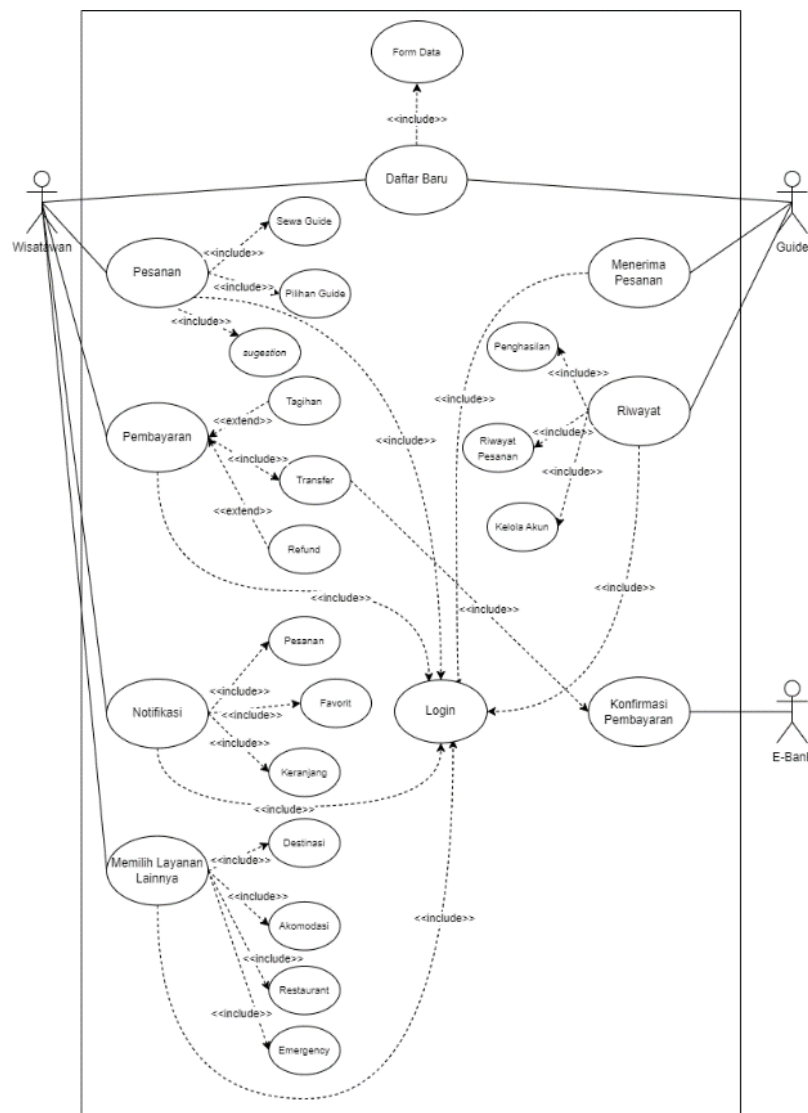 Form Data
<<include>>
Daftar Baru
Wisatawan
Guide
Sewa Guide
<<include>>
Pesanan
<<include>>
Pilihan Guide
<<include>>
sugestion
Menerima
Pesanan
Penghasilan
<<include>>
Riwayat
<<include>>
Riwayat
Pesanan
<<include>>
Kelola Akun
Tagihan
<<extend>>
Pembayaran
<<include>>
<<include>>
Transfer
<<extend>>
Refund
<<include>>
<<include>>
<<include>>
<<include>>
Pesanan
<<include>>
Notifikasi
<<include>>
Favorit
<<include>>
Keranjang
<<include>>
Login
Konfirmasi
Pembayaran
E-Bank
Memilih Layanan
Lainnya
Destinasi
<<include>>
<<include>>
Akomodasi
<<include>>
<<include>>
Restaurant
<<include>>
Emergency